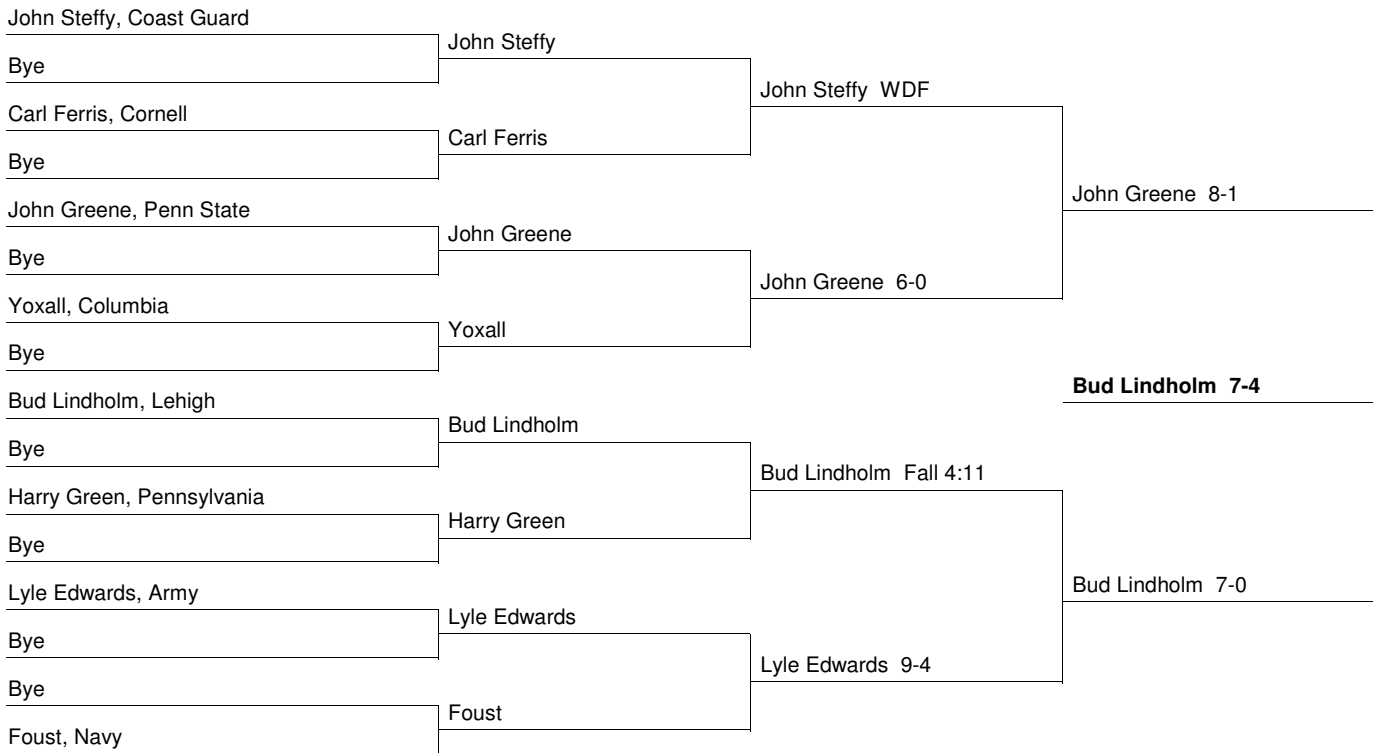 John Steffy, Coast Guard
Bye
Carl Ferris, Cornell
Bye
John Greene, Penn State
Bye
Yoxall, Columbia
Bye
Bud Lindholm, Lehigh
Bye
Harry Green, Pennsylvania
Bye
Lyle Edwards, Army
Bye
Bye
Foust, Navy
John Steffy
Carl Ferris
John Greene
Yoxall
Bud Lindholm
Harry Green
Lyle Edwards
Foust
John Steffy WDF
John Greene 6-0
Bud Lindholm Fall 4:11
Lyle Edwards 9-4
John Greene 8-1
Bud Lindholm 7-4
Bud Lindholm 7-0